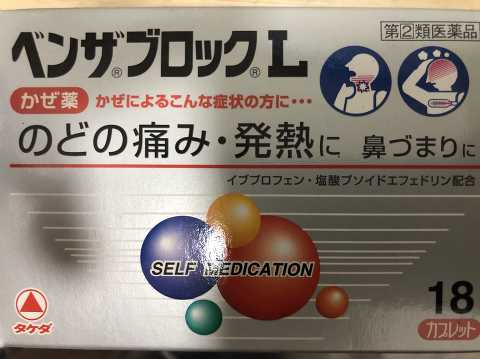 指定②類医薬品
ベンザ®ブロック®L
かぜ薬 かぜによるこんな症状の方に・・・
のどの痛み・発熱に 鼻づまりに
イブプロフェン・塩酸プソイドエフェドリン配合
SELF MEDICATION
タケダ
18
カプレット